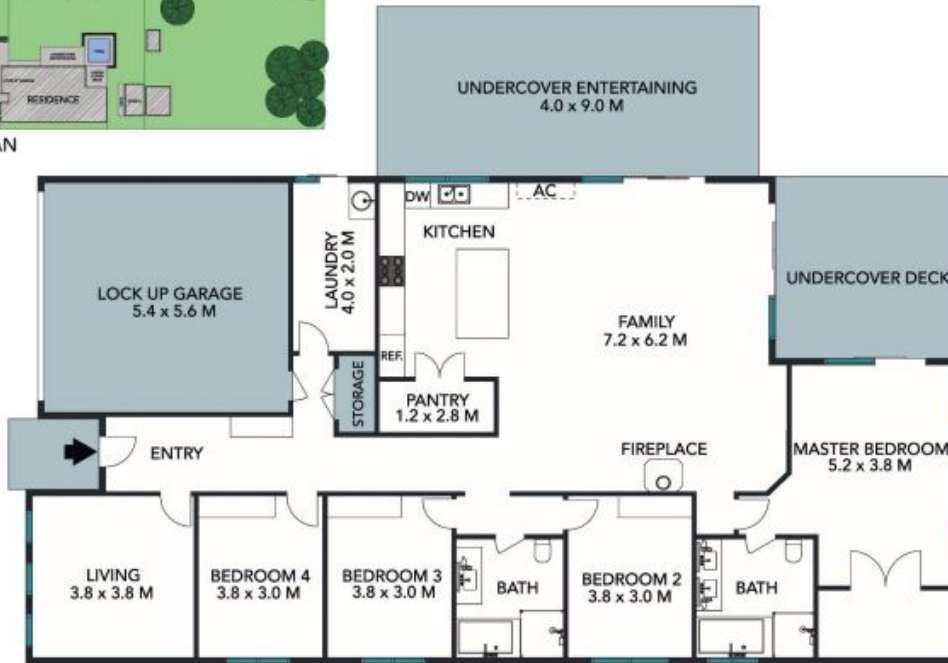 RESIDENCE
AN
UNDERCOVER ENTERTAINING
4.0 x 9.0 M
DW
AC
KITCHEN
LAUNDRY
4.0 x 2.0 M
LOCK UP GARAGE
5.4 x 5.6 M
UNDERCOVER DECK
FAMILY
7.2 x 6.2 M
REF.
STORAGE
PANTRY
1.2 x 2.8 M
ENTRY
FIREPLACE
MASTER BEDROOM
5.2 x 3.8 M
LIVING
3.8 x 3.8 M
BEDROOM 4
3.8 x 3.0 M
BEDROOM 3
3.8 x 3.0 M
BATH
BEDROOM 2
3.8 x 3.0 M
BATH